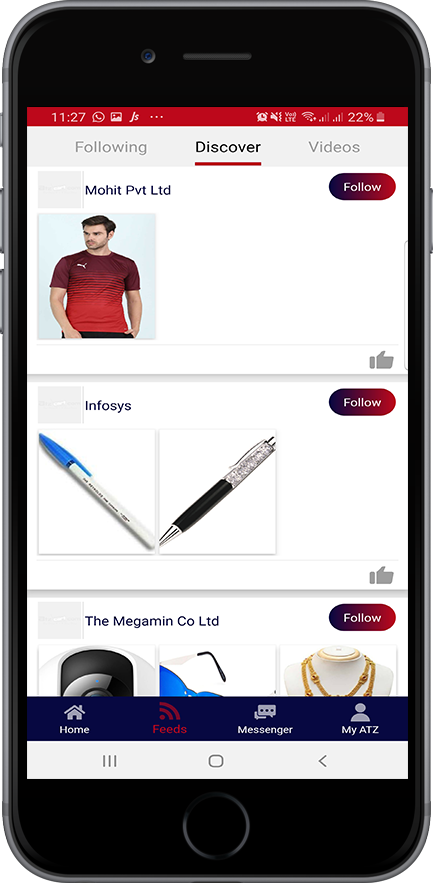 11:27 22%
Following Discover Videos
Mohit Pvt Ltd Follow
Infosys Follow
The Megamin Co Ltd Follow
Home Feeds Messenger My ATZ